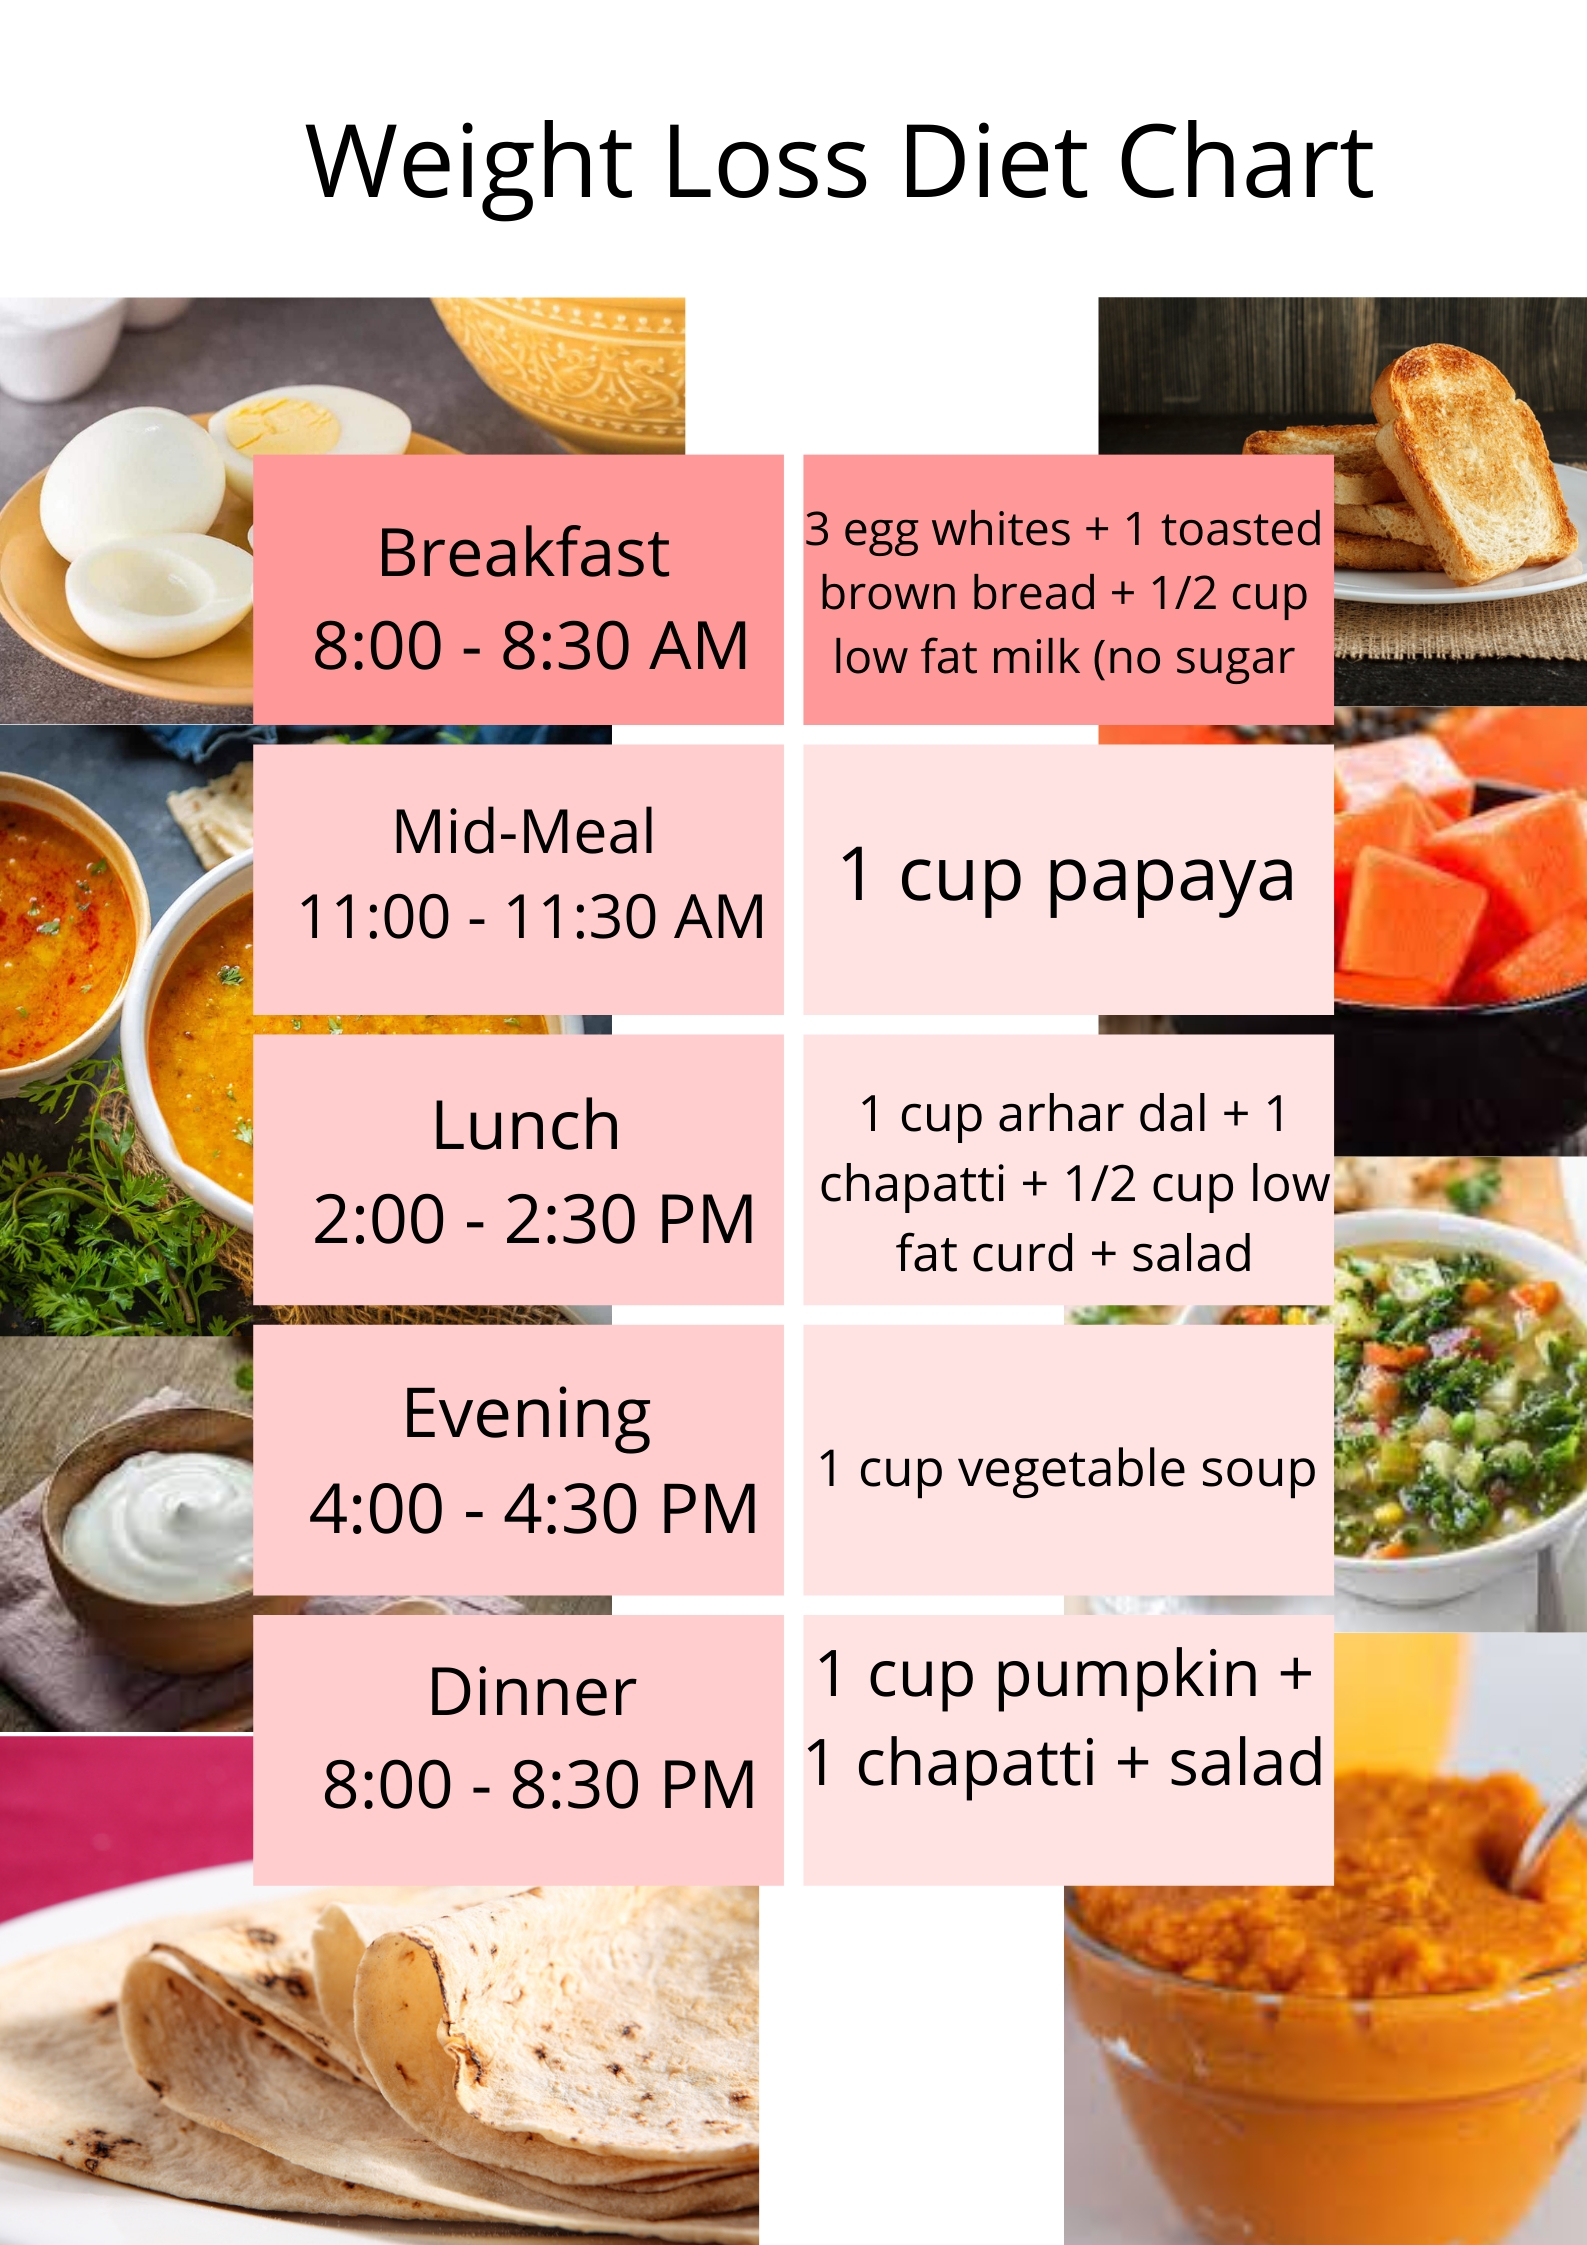 Weight Loss Diet Chart
Breakfast
8:00 - 8:30 AM
3 egg whites + 1 toasted
brown bread + 1/2 cup
low fat milk (no sugar
Mid-Meal
11:00 - 11:30 AM
1 cup papaya
Lunch
2:00 - 2:30 PM
1 cup arhar dal + 1
chapatti + 1/2 cup low
fat curd + salad
Evening
4:00 - 4:30 PM
1 cup vegetable soup
Dinner
8:00 - 8:30 PM
1 cup pumpkin +
1 chapatti + salad